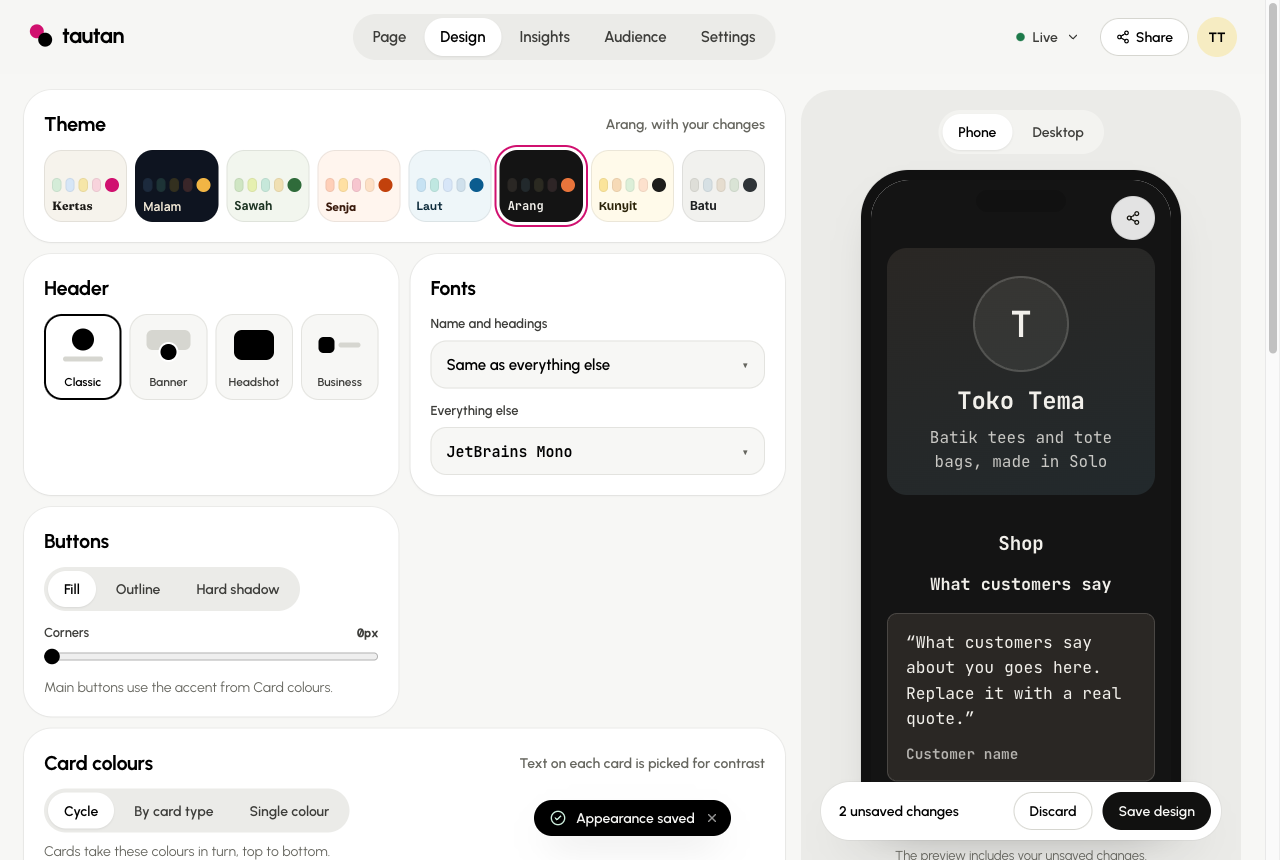 tautan
Page
Design
Insights
Audience
Settings
Live
Share
TT
Theme
Arang, with your changes
Kertas
Malam
Sawah
Senja
Laut
Arang
Kunyit
Batu
Header
Classic
Banner
Headshot
Business
Fonts
Name and headings
Same as everything else
Everything else
JetBrains Mono
Buttons
Fill
Outline
Hard shadow
Corners
0px
Main buttons use the accent from Card colours.
Card colours
Text on each card is picked for contrast
Cycle
By card type
Single colour
Cards take these colours in turn, top to bottom.
Appearance saved
Phone
Desktop
T
Toko Tema
Batik tees and tote
bags, made in Solo
Shop
What customers say
“What customers say
about you goes here.
Replace it with a real
quote.”
Customer name
2 unsaved changes
Discard
Save design
The preview includes your unsaved changes.